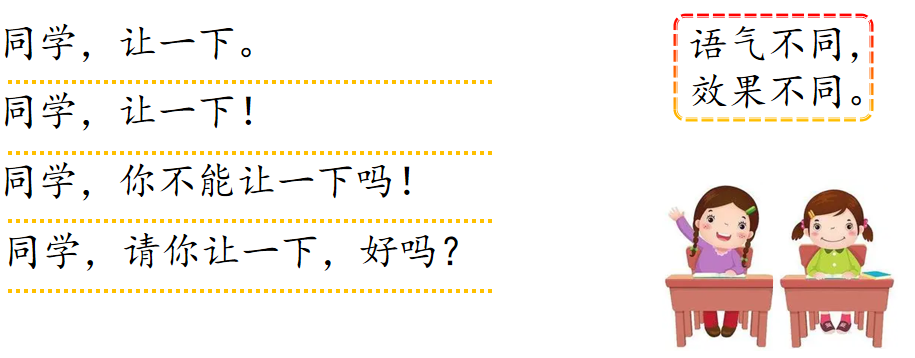 同学，让一下。
同学，让一下！
同学，你不能让一下吗！
同学，请你让一下，好吗？
语气不同，
效果不同。